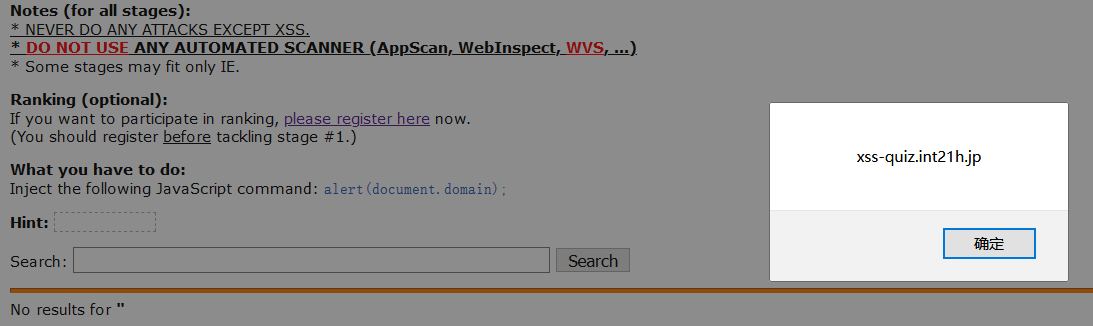 Notes (for all stages):
* NEVER DO ANY ATTACKS EXCEPT XSS.
* DO NOT USE ANY AUTOMATED SCANNER (AppScan, WebInspect, WVS, ...)
* Some stages may fit only IE.
Ranking (optional):
If you want to participate in ranking, please register here now.
(You should register before tackling stage #1.)
What you have to do:
Inject the following JavaScript command: alert(document.domain);
Hint:
Search: Search
No results for "
xss-quiz.int21h.jp
确定